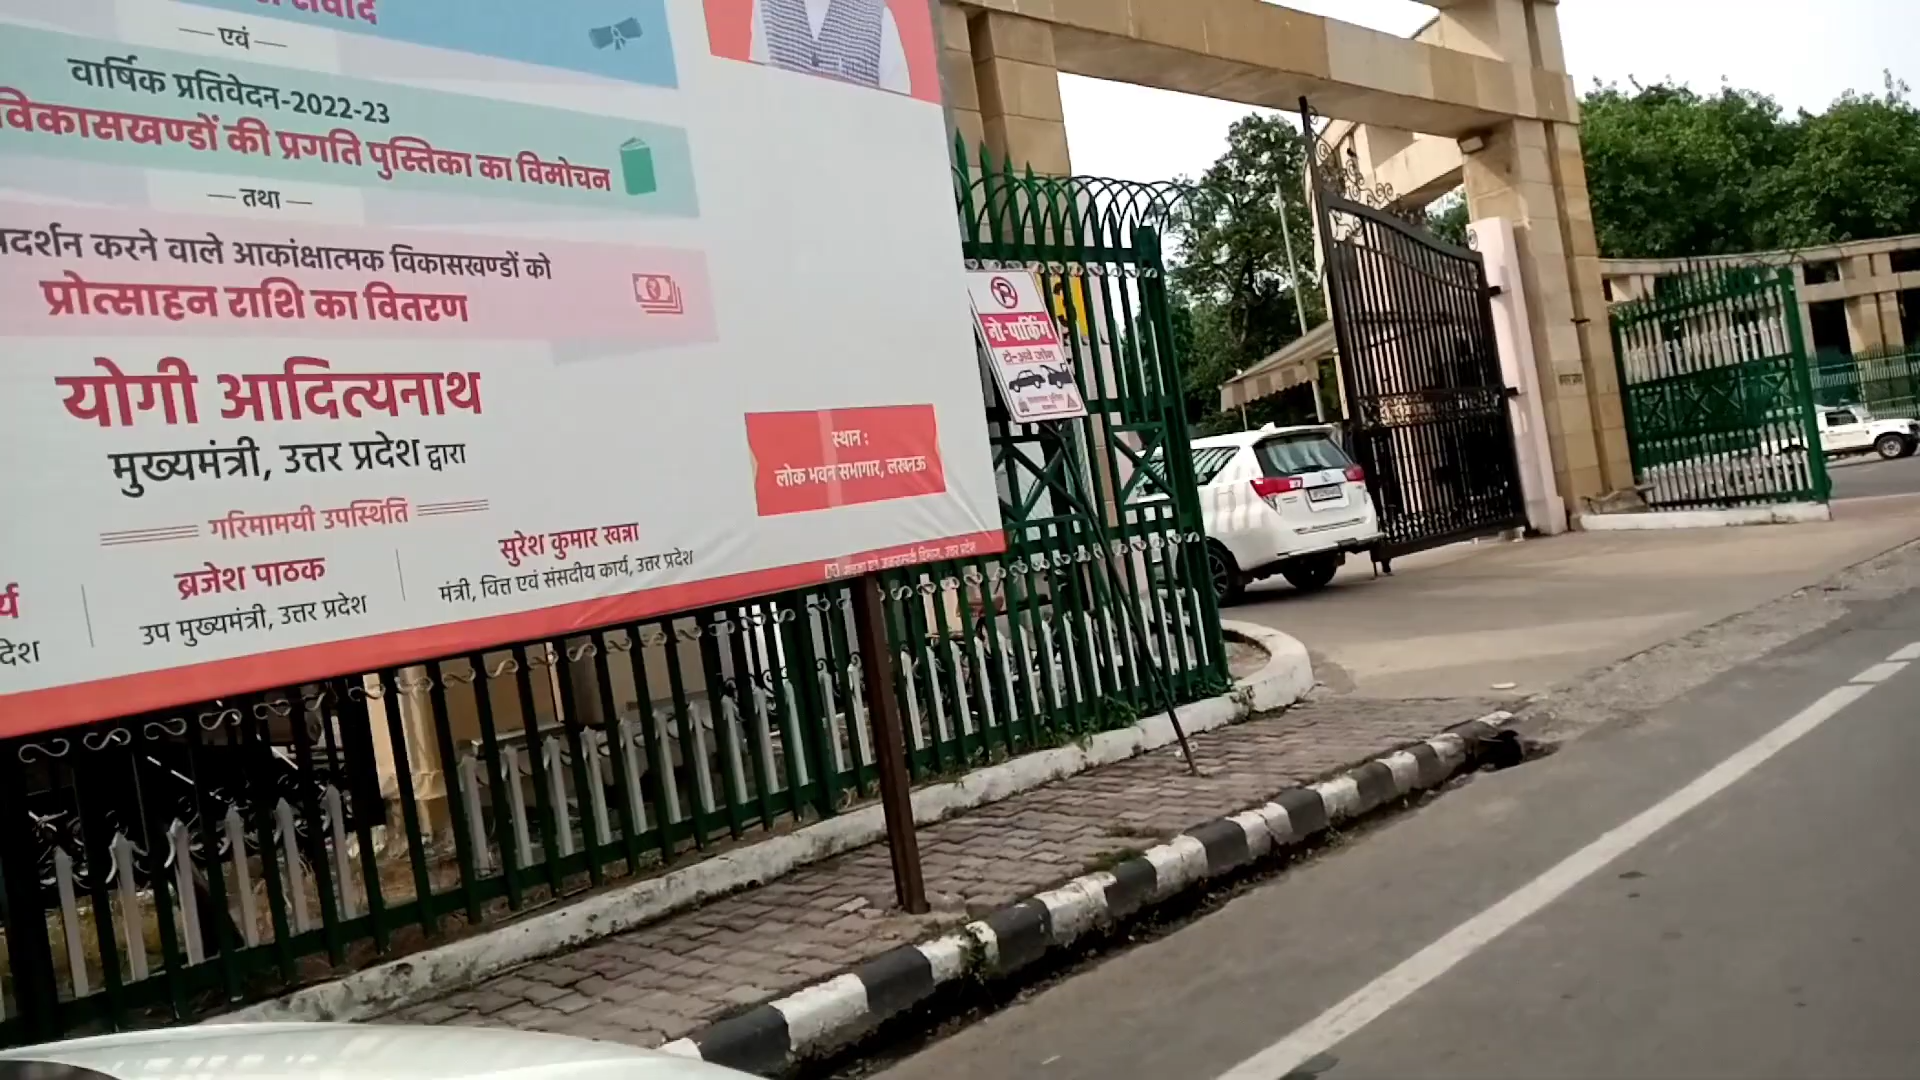 संवाद
एवं
वार्षिक प्रतिवेदन-2022-23
विकासखण्डों की प्रगति पुस्तिका का विमोचन
तथा
करने वाले आकांक्षात्मक विकासखण्डों को
प्रोत्साहन राशि का वितरण
योगी आदित्यनाथ
मुख्यमंत्री, उत्तर प्रदेश द्वारा
गरिमामयी उपस्थिति
ब्रजेश पाठक
उप मुख्यमंत्री, उत्तर प्रदेश
सुरेश कुमार खन्ना
मंत्री, वित्त एवं संसदीय कार्य, उत्तर प्रदेश
स्थान :
लोक भवन सभागार, लखनऊ
नो-पार्किंग
टो-अवे जोन